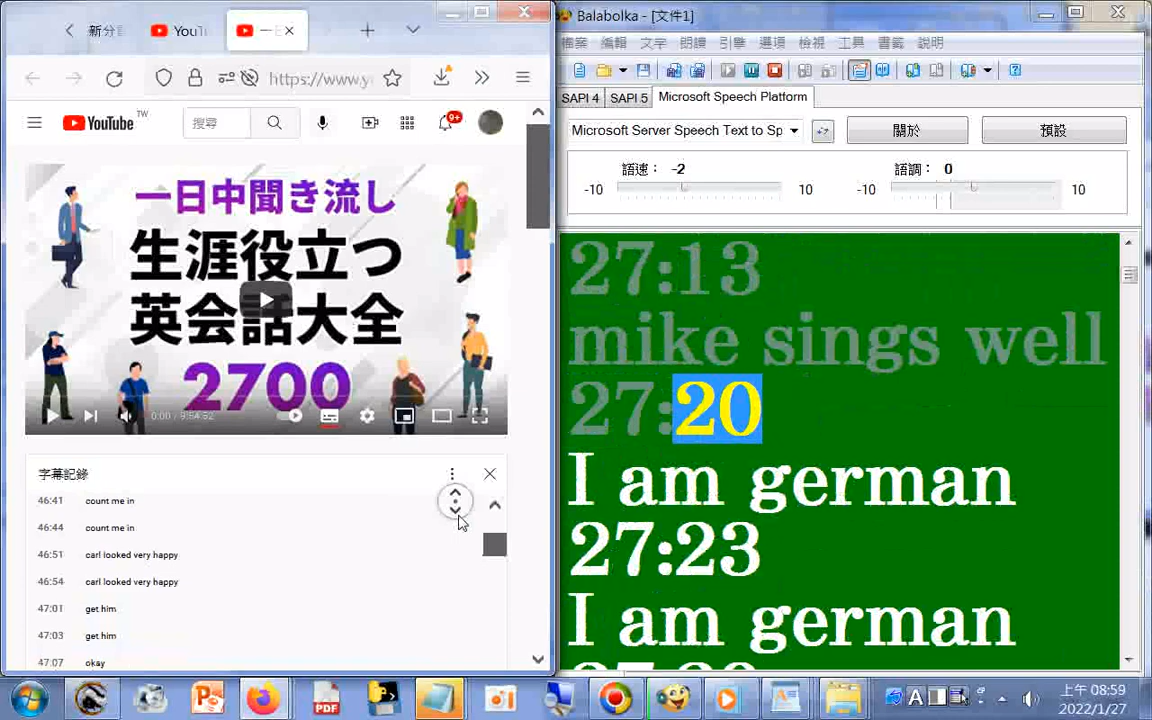 新分
YouT
一E
https://www.y
YouTube TW
搜尋
9+
一日中聞き流し
生涯役立つ
英会話大全
2700
0:00 / 9:54:52
字幕記錄
46:41 count me in
46:44 count me in
46:51 carl looked very happy
46:54 carl looked very happy
47:01 get him
47:03 get him
47:07 okay
Balabolka - [文件1]
檔案 編輯 文字 朗讀 引擎 選項 檢視 工具 書籤 說明
SAPI 4 SAPI 5 Microsoft Speech Platform
Microsoft Server Speech Text to Sp
關於 預設
語速： -2 語調： 0
-10 10 -10 10
27:13
mike sings well
27:20
I am german
27:23
I am german
PDF
A
上午 08:59
2022/1/27